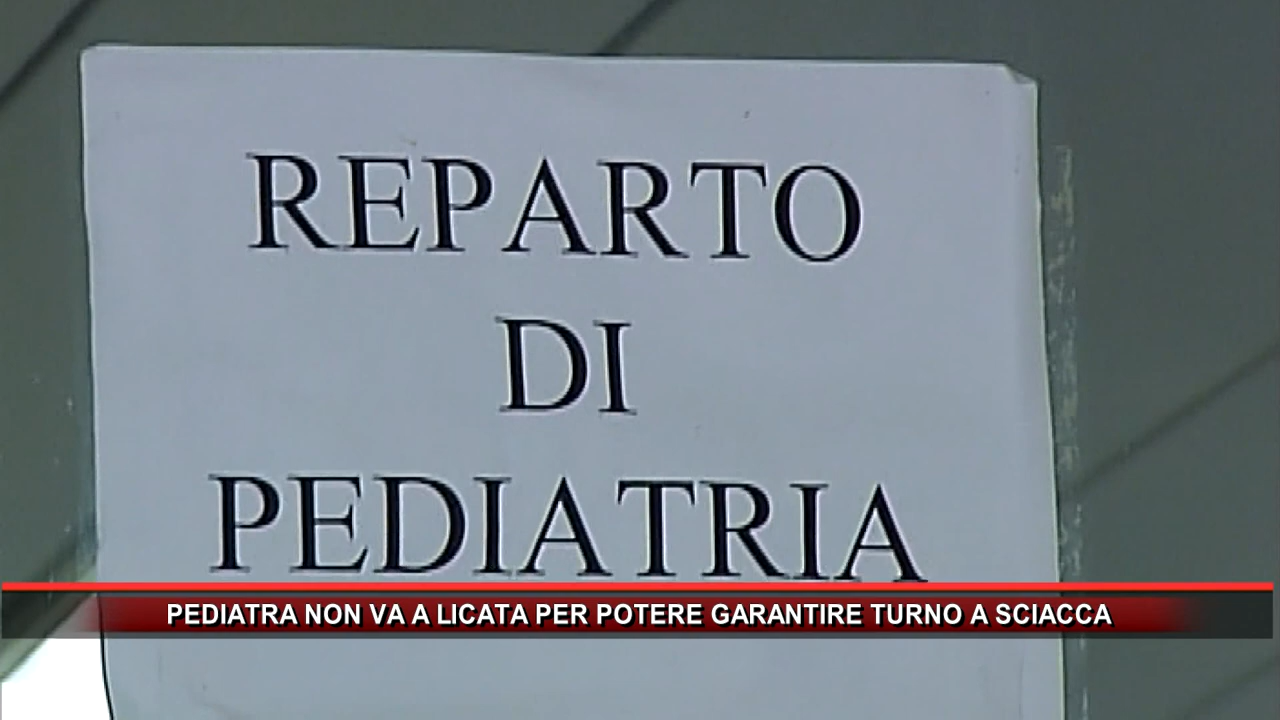 REPARTO
DI
PEDIATRIA
PEDIATRA NON VA A LICATA PER POTERE GARANTIRE TURNO A SCIACCA